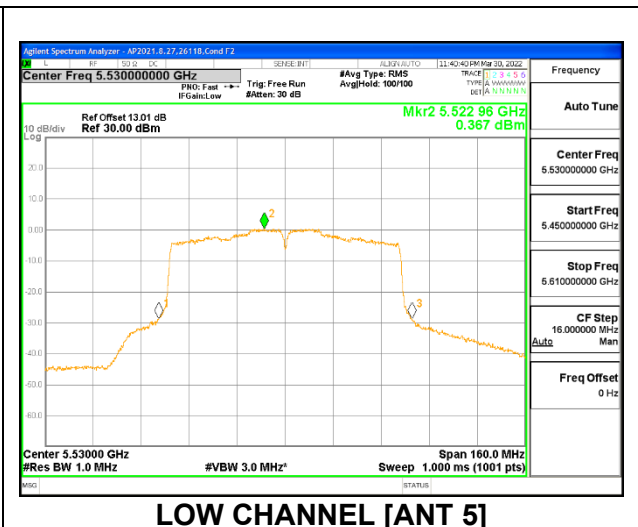 Agilent Spectrum Analyzer - AP2021.8.27,26118,Cond F2
L RF 50 Ω DC SENSE:INT ALIGN AUTO 11:40:40 PM Mar 30, 2022
Center Freq 5.530000000 GHz
PNO: Fast
IFGain:Low
Trig: Free Run
#Atten: 30 dB
#Avg Type: RMS
Avg|Hold: 100/100
TRACE 1 2 3 4 5 6
TYPE A WWWWW
DET A N N N N N
Ref Offset 13.01 dB
10 dB/div Ref 30.00 dBm
Log
Mkr2 5.522 96 GHz
0.367 dBm
20.0
10.0
0.00
-10.0
-20.0
-30.0
-40.0
-50.0
-60.0
1
2
3
Center 5.53000 GHz
Span 160.0 MHz
#Res BW 1.0 MHz
#VBW 3.0 MHz*
Sweep 1.000 ms (1001 pts)
MSG
STATUS
Frequency
Auto Tune
Center Freq
5.530000000 GHz
Start Freq
5.450000000 GHz
Stop Freq
5.610000000 GHz
CF Step
16.000000 MHz
Auto Man
Freq Offset
0 Hz
LOW CHANNEL [ANT 5]